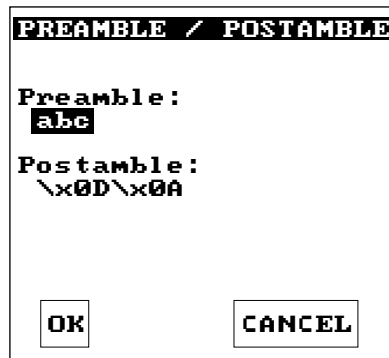 PREAMBLE / POSTAMBLE
Preamble:
abc
Postamble:
\x0D\x0A
OK
CANCEL